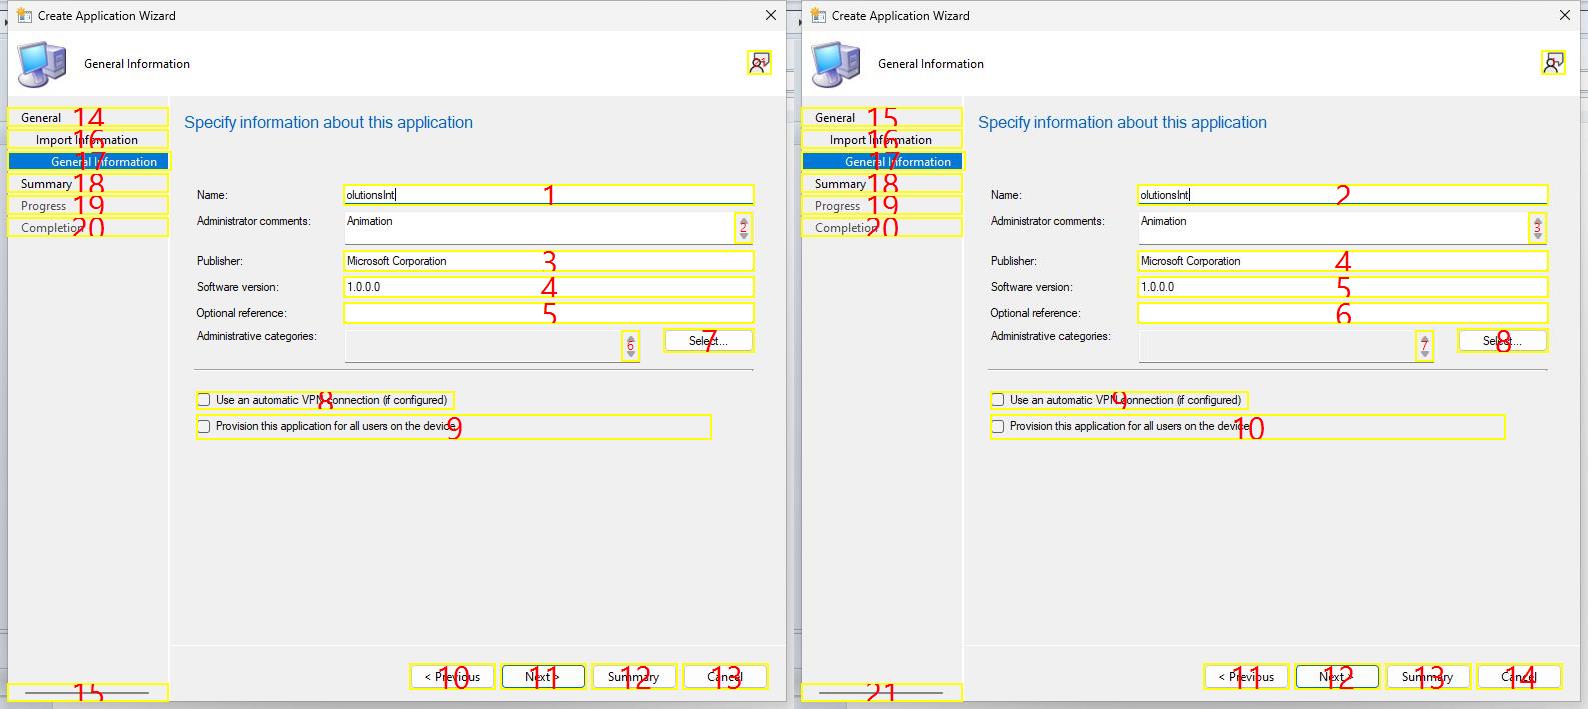 Create Application Wizard
General Information
21
General 14
Import Information 16
General Information 17
Summary 18
Progress 19
Completion 20
15
Specify information about this application
Name: olutionsInt 1
Administrator comments: Animation 2
Publisher: Microsoft Corporation 3
Software version: 1.0.0.0 4
Optional reference: 5
Administrative categories: 6 Select... 7
Use an automatic VPN connection (if configured) 8
Provision this application for all users on the device 9
< Previous 10 Next > 11 Summary 12 Cancel 13
Create Application Wizard
General Information
General 15
Import Information 16
General Information 17
Summary 18
Progress 19
Completion 20
21
Specify information about this application
Name: olutionsInt 2
Administrator comments: Animation 3
Publisher: Microsoft Corporation 4
Software version: 1.0.0.0 5
Optional reference: 6
Administrative categories: 7 Select... 8
Use an automatic VPN connection (if configured) 9
Provision this application for all users on the device 10
< Previous 11 Next > 12 Summary 13 Cancel 14